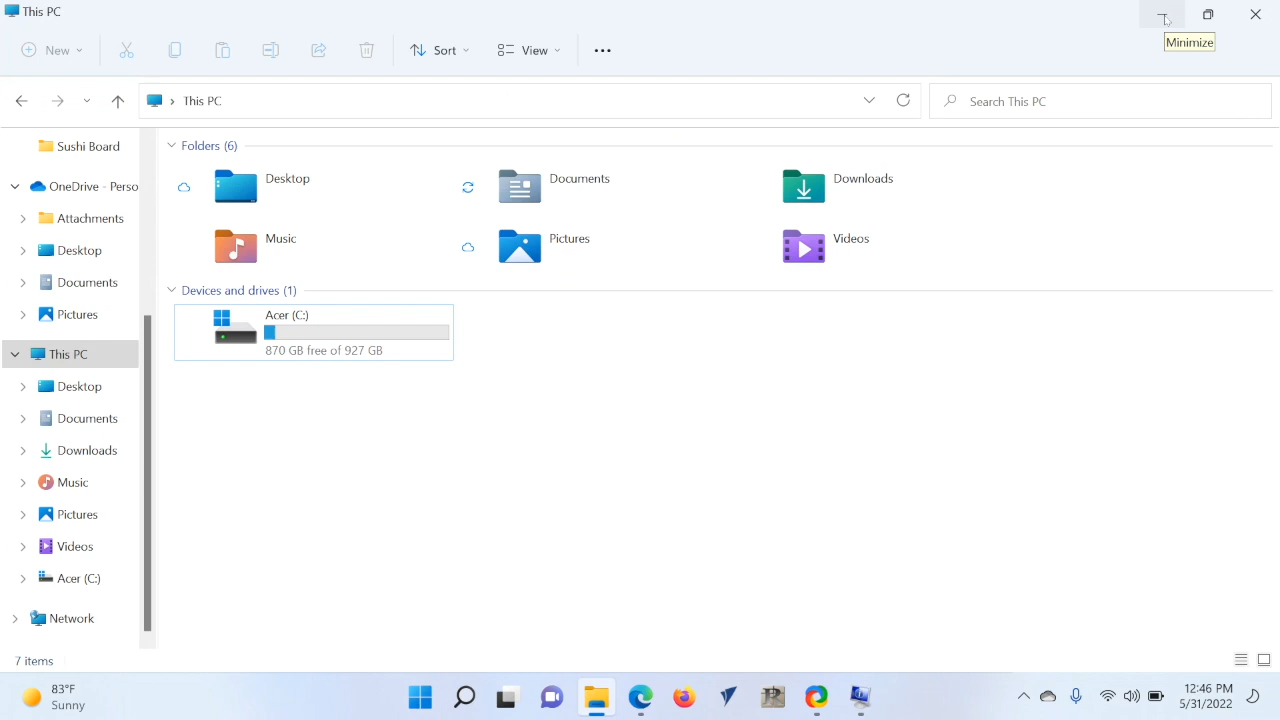 This PC
New
Sort
View
Minimize
This PC
Search This PC
Sushi Board
OneDrive - Perso
Attachments
Desktop
Documents
Pictures
This PC
Desktop
Documents
Downloads
Music
Pictures
Videos
Acer (C:)
Network
Folders (6)
Desktop
Documents
Downloads
Music
Pictures
Videos
Devices and drives (1)
Acer (C:)
870 GB free of 927 GB
7 items
83°F
Sunny
12:46 PM
5/31/2022